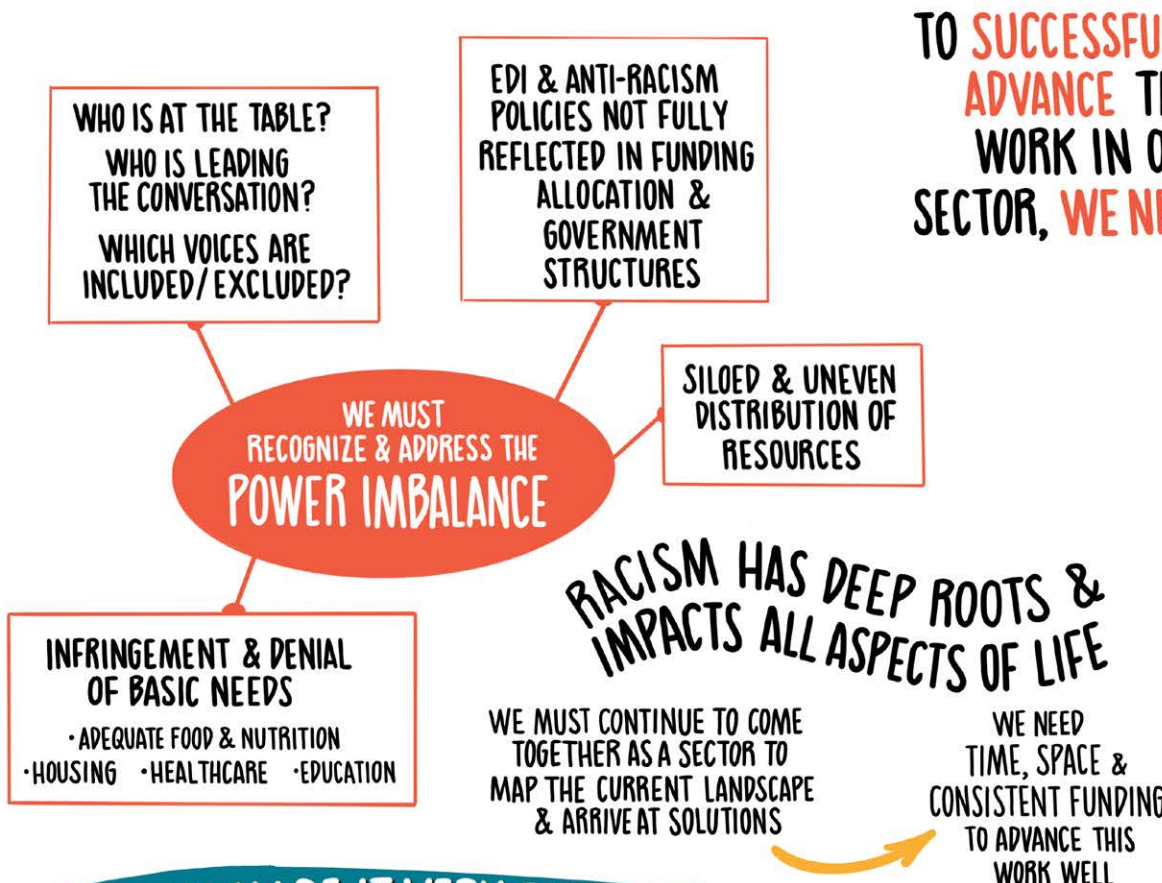 WHO IS AT THE TABLE?
WHO IS LEADING
THE CONVERSATION?
WHICH VOICES ARE
INCLUDED/EXCLUDED?
EDI & ANTI-RACISM
POLICIES NOT FULLY
REFLECTED IN FUNDING
ALLOCATION &
GOVERNMENT
STRUCTURES
TO SUCCESSFU
ADVANCE
WORK IN
SECTOR, WE
SILOED & UNEVEN
DISTRIBUTION OF
RESOURCES
WE MUST
RECOGNIZE & ADDRESS THE
POWER IMBALANCE
INFRINGEMENT & DENIAL
OF BASIC NEEDS
·ADEQUATE FOOD & NUTRITION
·HOUSING ·HEALTHCARE ·EDUCATION
RACISM HAS DEEP ROOTS &
IMPACTS ALL ASPECTS OF LIFE
WE MUST CONTINUE TO COME
TOGETHER AS A SECTOR TO
MAP THE CURRENT LANDSCAPE
& ARRIVE AT SOLUTIONS
WE NEED
TIME, SPACE &
CONSISTENT FUNDING
TO ADVANCE THIS
WORK WELL